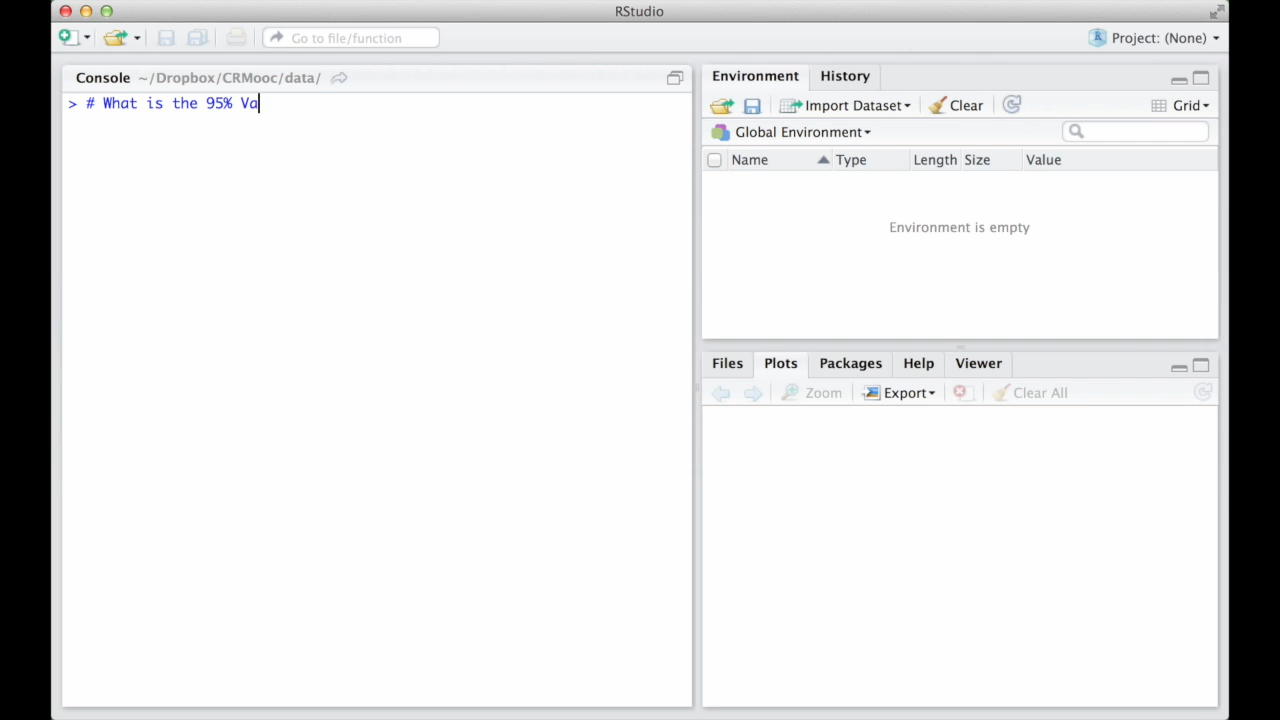 RStudio
Go to file/function
Project: (None)
Console ~/Dropbox/CRMooc/data/
> # What is the 95% Va
Environment History
Import Dataset Clear Grid
Global Environment
Name Type Length Size Value
Environment is empty
Files Plots Packages Help Viewer
Zoom Export Clear All